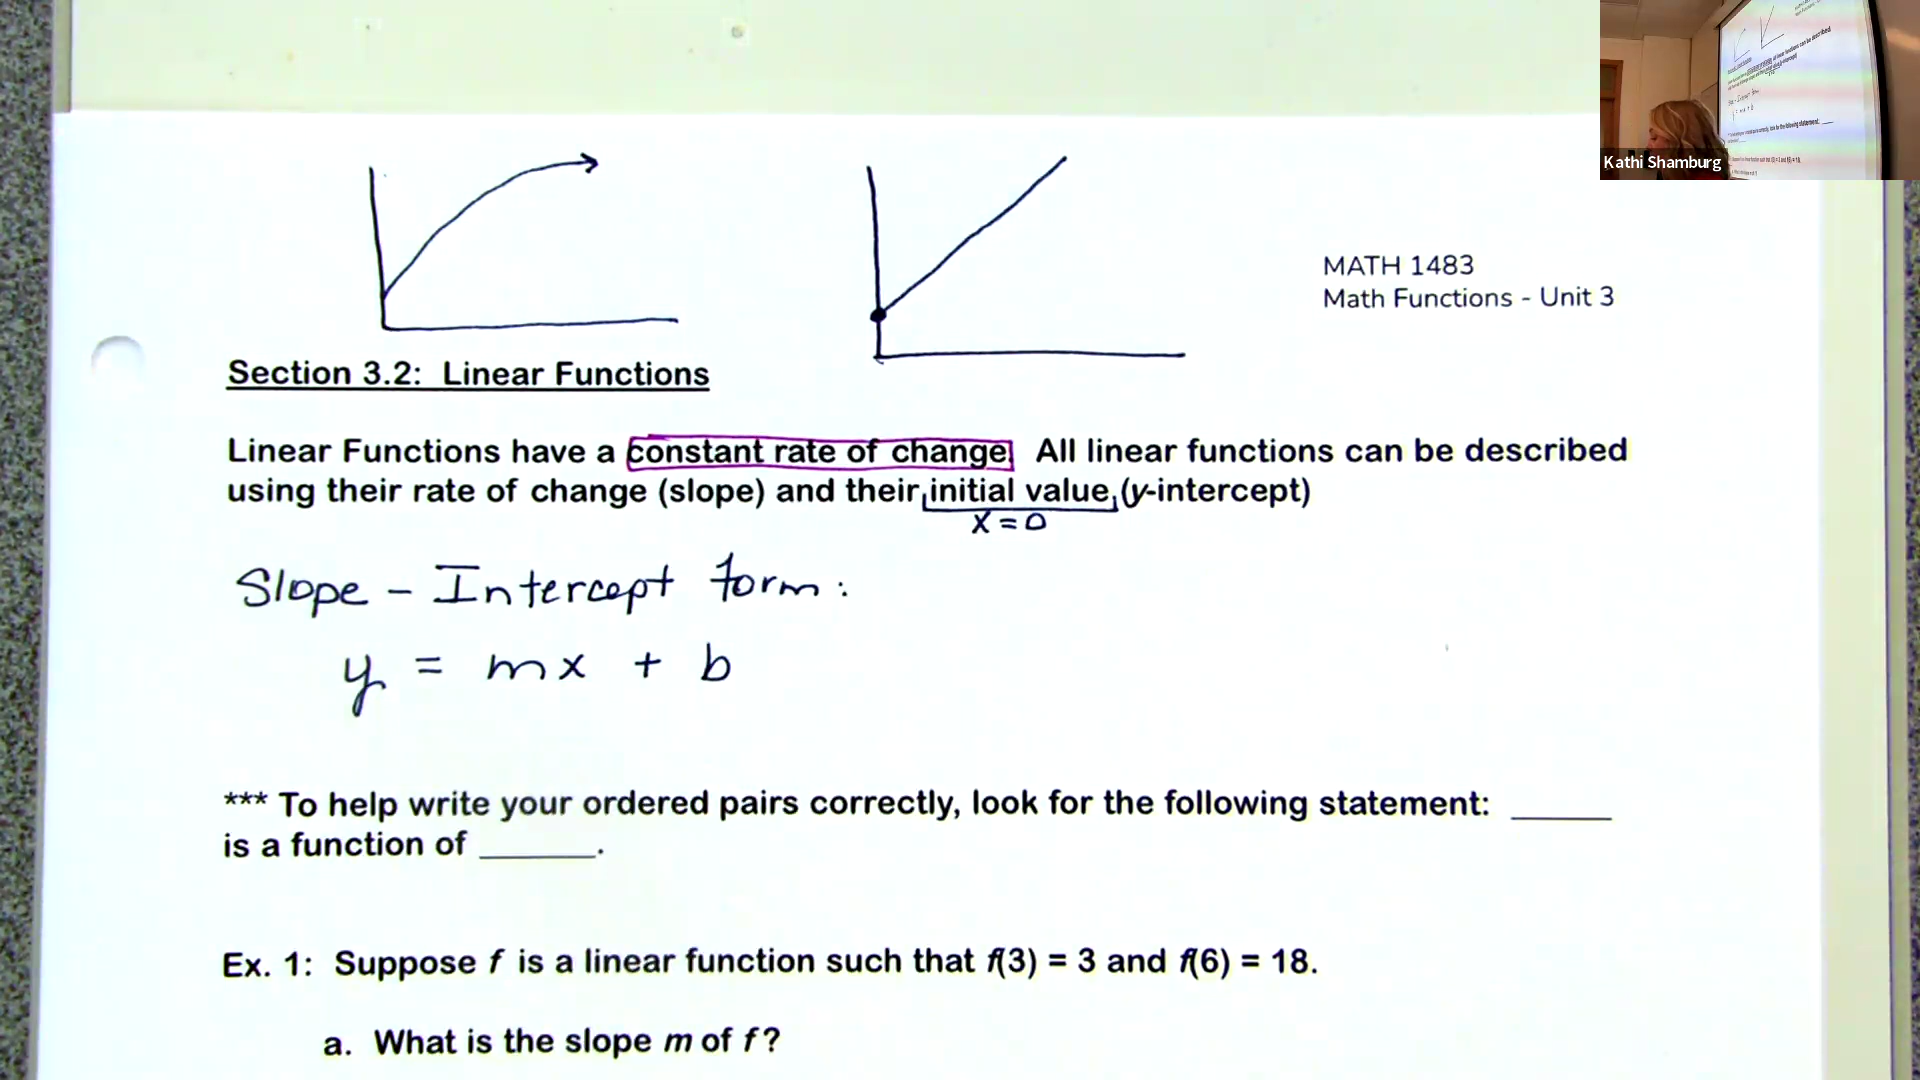 Kathi Shamburg
MATH 1483
Math Functions - Unit 3
Section 3.2: Linear Functions
Linear Functions have a constant rate of change. All linear functions can be described
using their rate of change (slope) and their initial value (y-intercept)
x = 0
Slope - Intercept form:
y = mx + b
*** To help write your ordered pairs correctly, look for the following statement: ______
is a function of _______.
Ex. 1: Suppose f is a linear function such that f(3) = 3 and f(6) = 18.
a. What is the slope m of f?